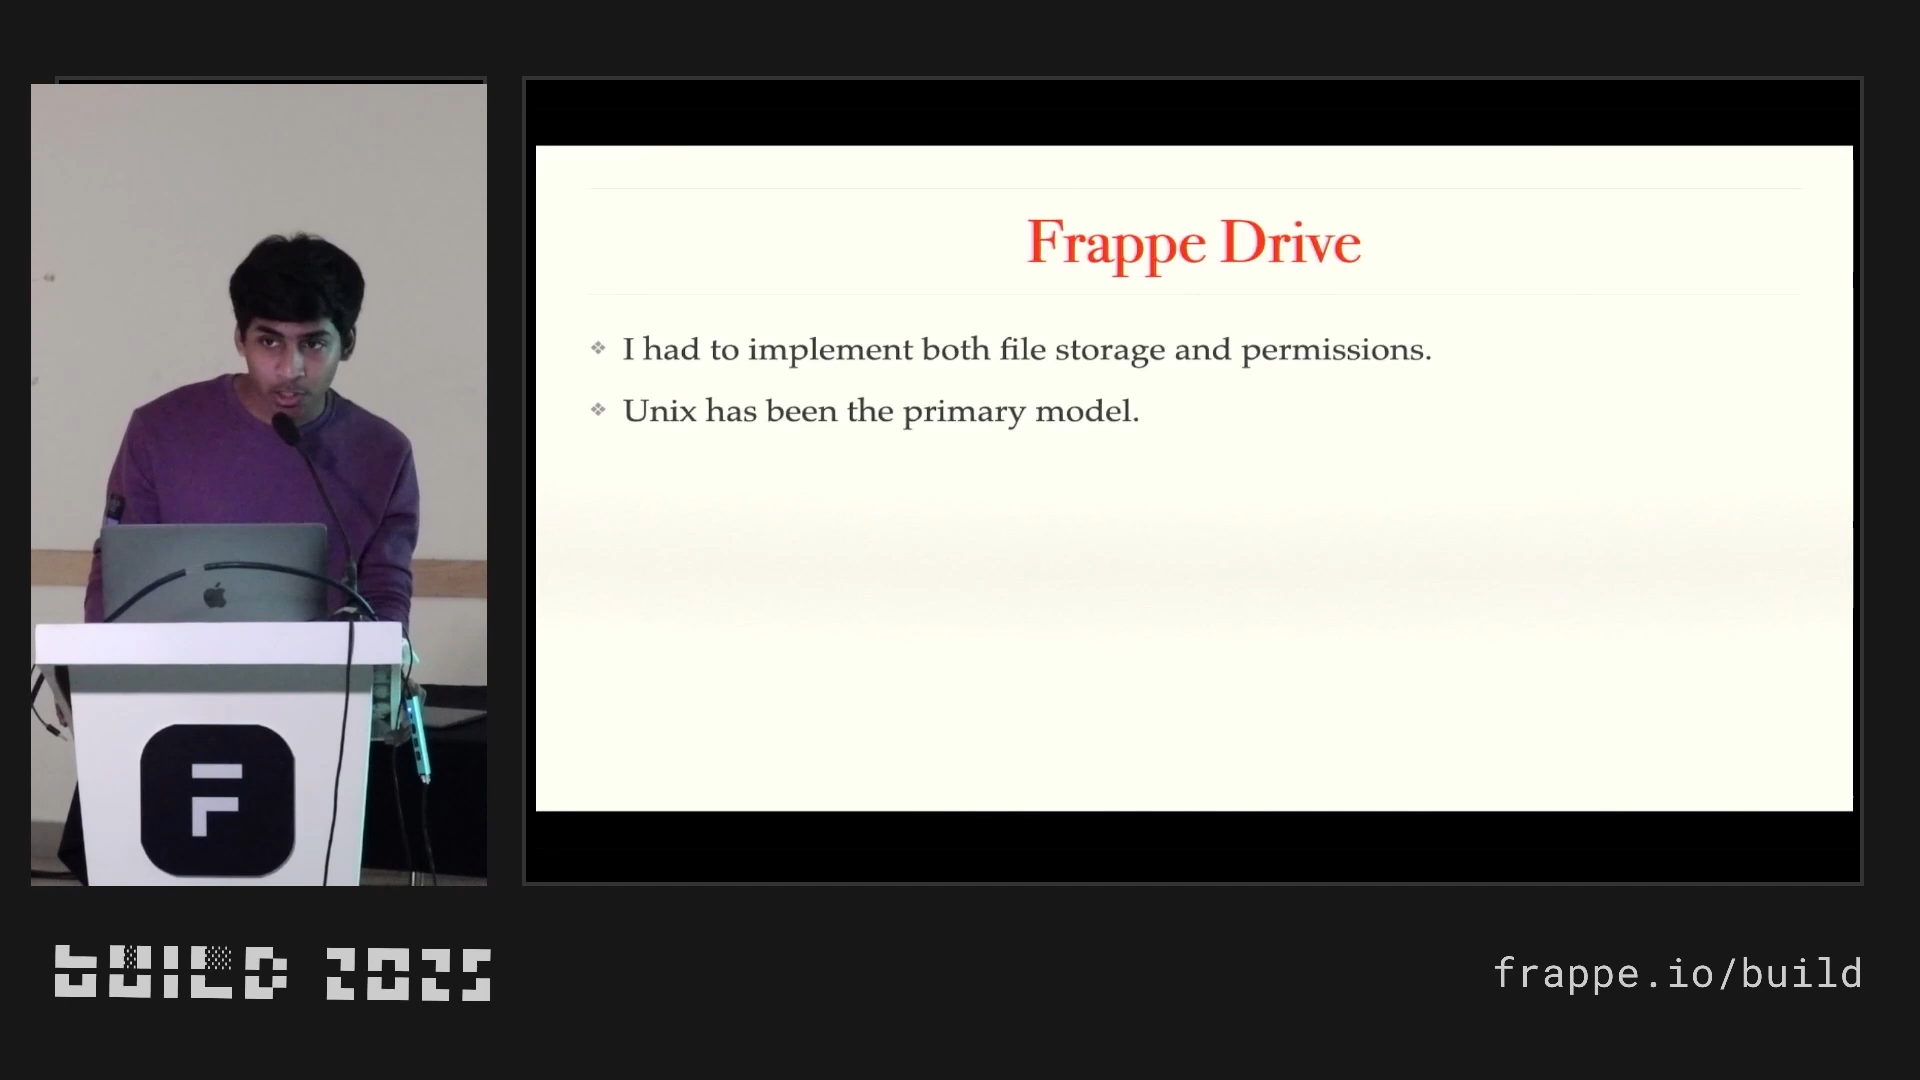 Frappe Drive
I had to implement both file storage and permissions.
Unix has been the primary model.
BUILD 2025
frappe.io/build